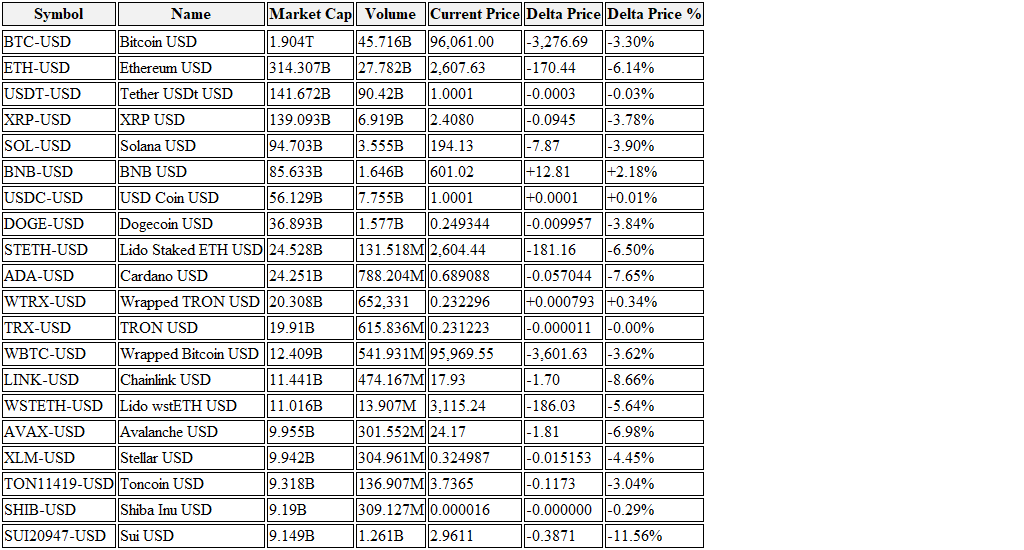 Symbol Name Market Cap Volume Current Price Delta Price Delta Price %
BTC-USD Bitcoin USD 1.904T 45.716B 96,061.00 -3,276.69 -3.30%
ETH-USD Ethereum USD 314.307B 27.782B 2,607.63 -170.44 -6.14%
USDT-USD Tether USDt USD 141.672B 90.42B 1.0001 -0.0003 -0.03%
XRP-USD XRP USD 139.093B 6.919B 2.4080 -0.0945 -3.78%
SOL-USD Solana USD 94.703B 3.555B 194.13 -7.87 -3.90%
BNB-USD BNB USD 85.633B 1.646B 601.02 +12.81 +2.18%
USDC-USD USD Coin USD 56.129B 7.755B 1.0001 +0.0001 +0.01%
DOGE-USD Dogecoin USD 36.893B 1.577B 0.249344 -0.009957 -3.84%
STETH-USD Lido Staked ETH USD 24.528B 131.518M 2,604.44 -181.16 -6.50%
ADA-USD Cardano USD 24.251B 788.204M 0.689088 -0.057044 -7.65%
WTRX-USD Wrapped TRON USD 20.308B 652,331 0.232296 +0.000793 +0.34%
TRX-USD TRON USD 19.91B 615.836M 0.231223 -0.000011 -0.00%
WBTC-USD Wrapped Bitcoin USD 12.409B 541.931M 95,969.55 -3,601.63 -3.62%
LINK-USD Chainlink USD 11.441B 474.167M 17.93 -1.70 -8.66%
WSTETH-USD Lido wstETH USD 11.016B 13.907M 3,115.24 -186.03 -5.64%
AVAX-USD Avalanche USD 9.955B 301.552M 24.17 -1.81 -6.98%
XLM-USD Stellar USD 9.942B 304.961M 0.324987 -0.015153 -4.45%
TON11419-USD Toncoin USD 9.318B 136.907M 3.7365 -0.1173 -3.04%
SHIB-USD Shiba Inu USD 9.19B 309.127M 0.000016 -0.000000 -0.29%
SUI20947-USD Sui USD 9.149B 1.261B 2.9611 -0.3871 -11.56%